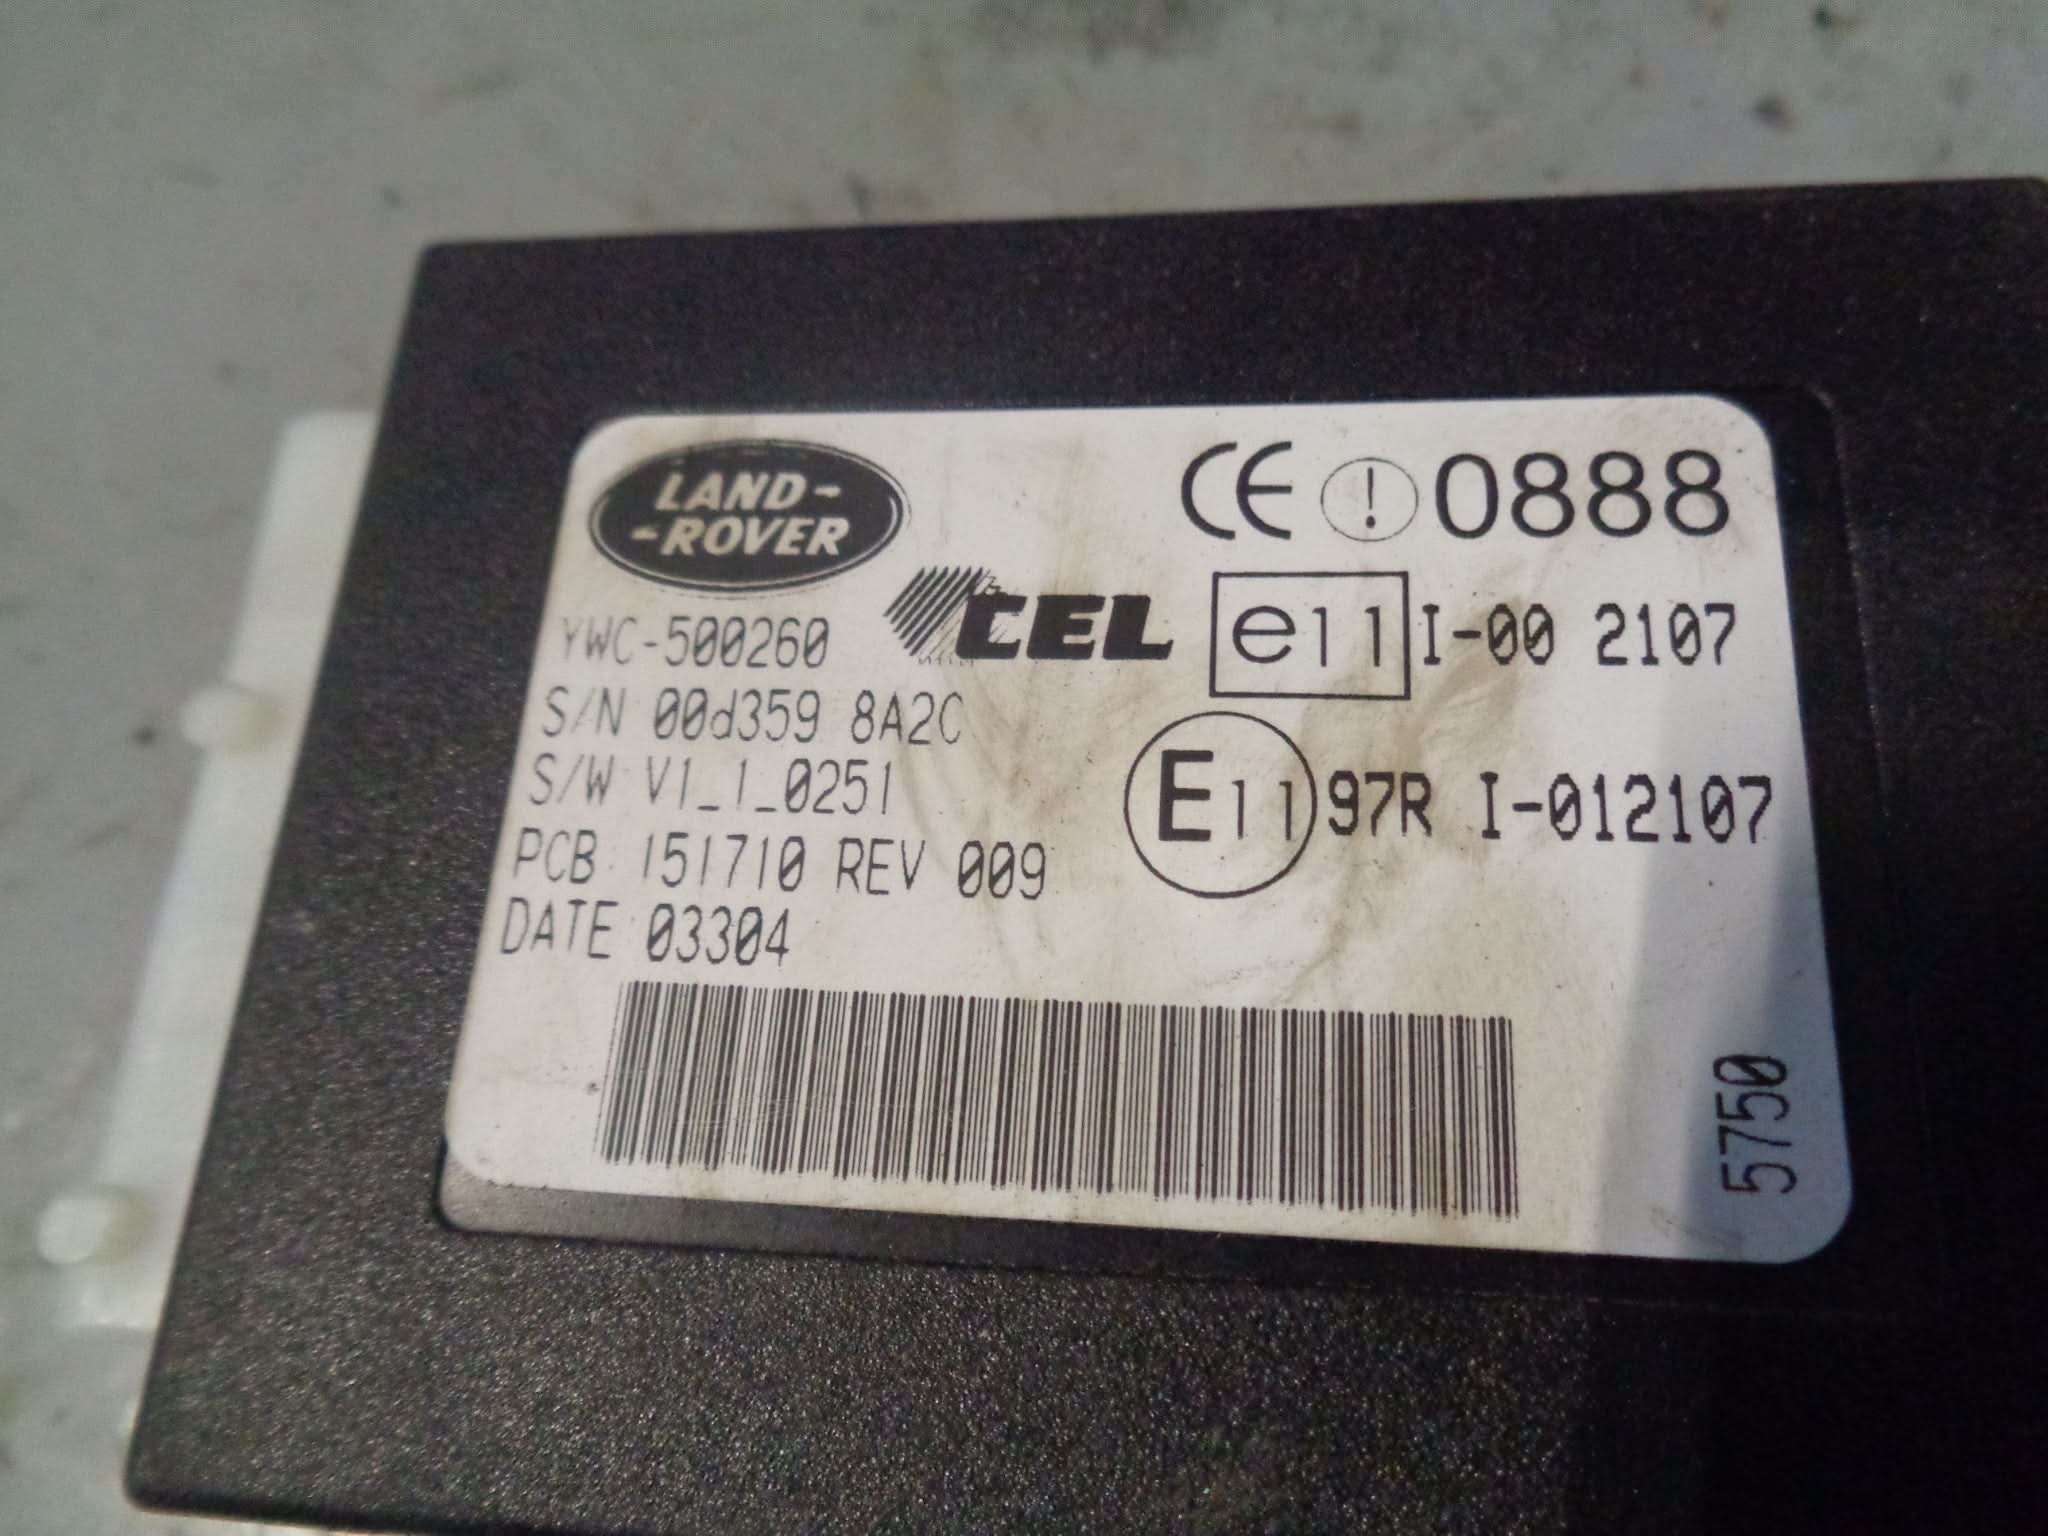 LAND-
-ROVER
CE 0888
YWC-500260
CEL
e11 I-00 2107
S/N 00d359 8A2C
S/W V1_1_0251
E11 97R I-012107
PCB 151710 REV 009
DATE 03304
5750